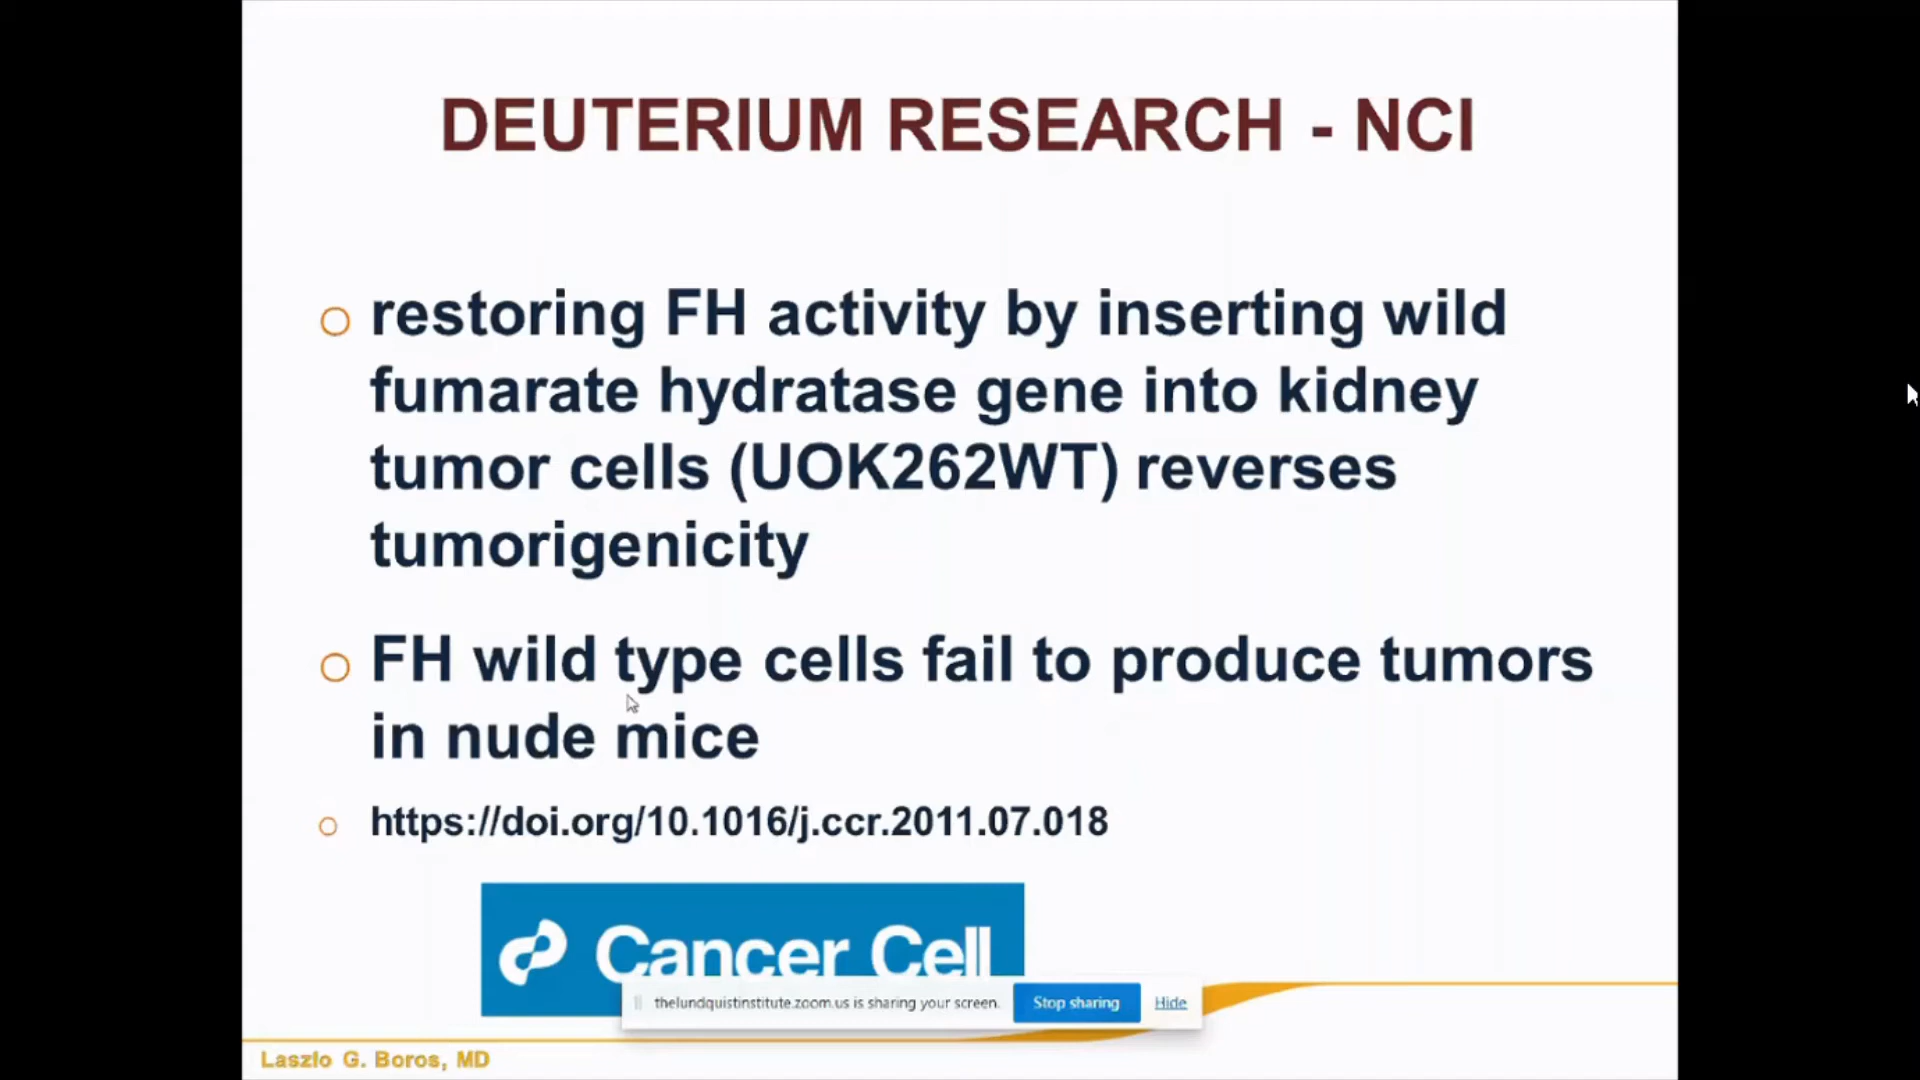 DEUTERIUM RESEARCH - NCI
restoring FH activity by inserting wild
fumarate hydratase gene into kidney
tumor cells (UOK262WT) reverses
tumorigenicity
FH wild type cells fail to produce tumors
in nude mice
https://doi.org/10.1016/j.ccr.2011.07.018
Cancer Cell
thelundquistinstitute.zoom.us is sharing your screen.
Stop sharing
Hide
Laszlo G. Boros, MD